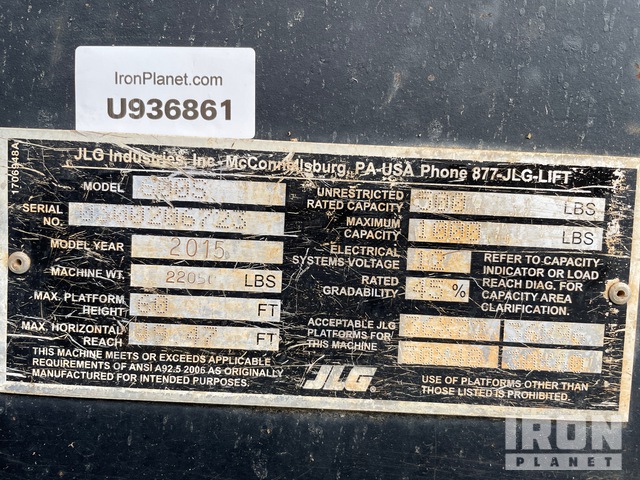 IronPlanet.com
U936861
1706948A
JLG Industries, Inc. McConnellsburg, PA-USA Phone 877-JLG-LIFT
MODEL 600S
SERIAL NO.
MODEL YEAR 2015
MACHINE WT. LBS
MAX. PLATFORM HEIGHT 60 FT
MAX. HORIZONTAL REACH FT
THIS MACHINE MEETS OR EXCEEDS APPLICABLE
REQUIREMENTS OF ANSI A92.5 2006 AS ORIGINALLY
MANUFACTURED FOR INTENDED PURPOSES.
UNRESTRICTED RATED CAPACITY LBS
MAXIMUM CAPACITY 1000 LBS
ELECTRICAL SYSTEMS VOLTAGE
RATED GRADABILITY 45 %
REFER TO CAPACITY
INDICATOR OR LOAD
REACH DIAG. FOR
CAPACITY AREA
CLARIFICATION.
ACCEPTABLE JLG
PLATFORMS FOR
THIS MACHINE
JLG
USE OF PLATFORMS OTHER THAN
THOSE LISTED IS PROHIBITED.
IRON
PLANET